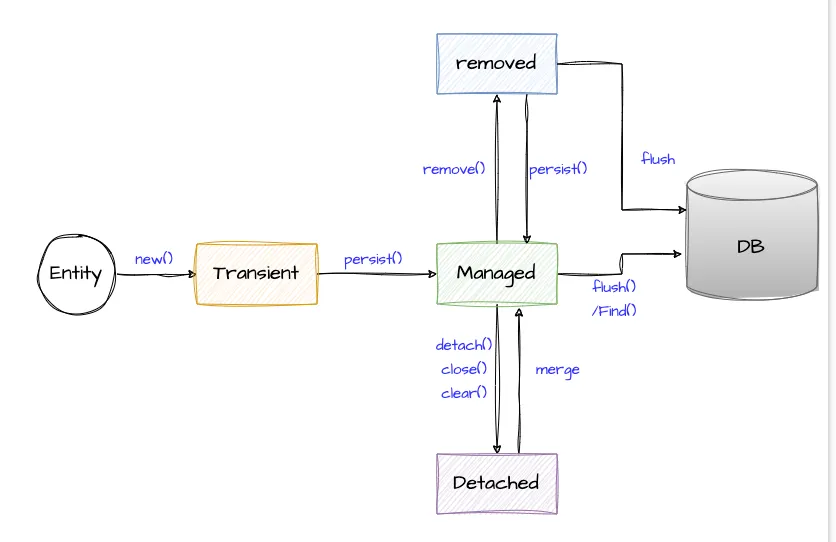 removed
flush
remove()
persist()
DB
Entity
new()
Transient
persist()
Managed
flush()
/Find()
detach()
close()
clear()
merge
Detached